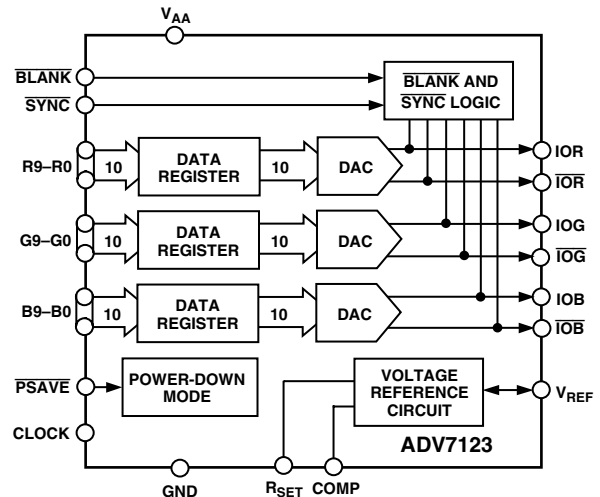 VAA
BLANK
SYNC
BLANK AND
SYNC LOGIC
R9–R0
10
DATA
REGISTER
10
DAC
IOR
IOR
G9–G0
10
DATA
REGISTER
10
DAC
IOG
IOG
B9–B0
10
DATA
REGISTER
10
DAC
IOB
IOB
PSAVE
POWER-DOWN
MODE
VOLTAGE
REFERENCE
CIRCUIT
VREF
CLOCK
ADV7123
GND
RSET
COMP